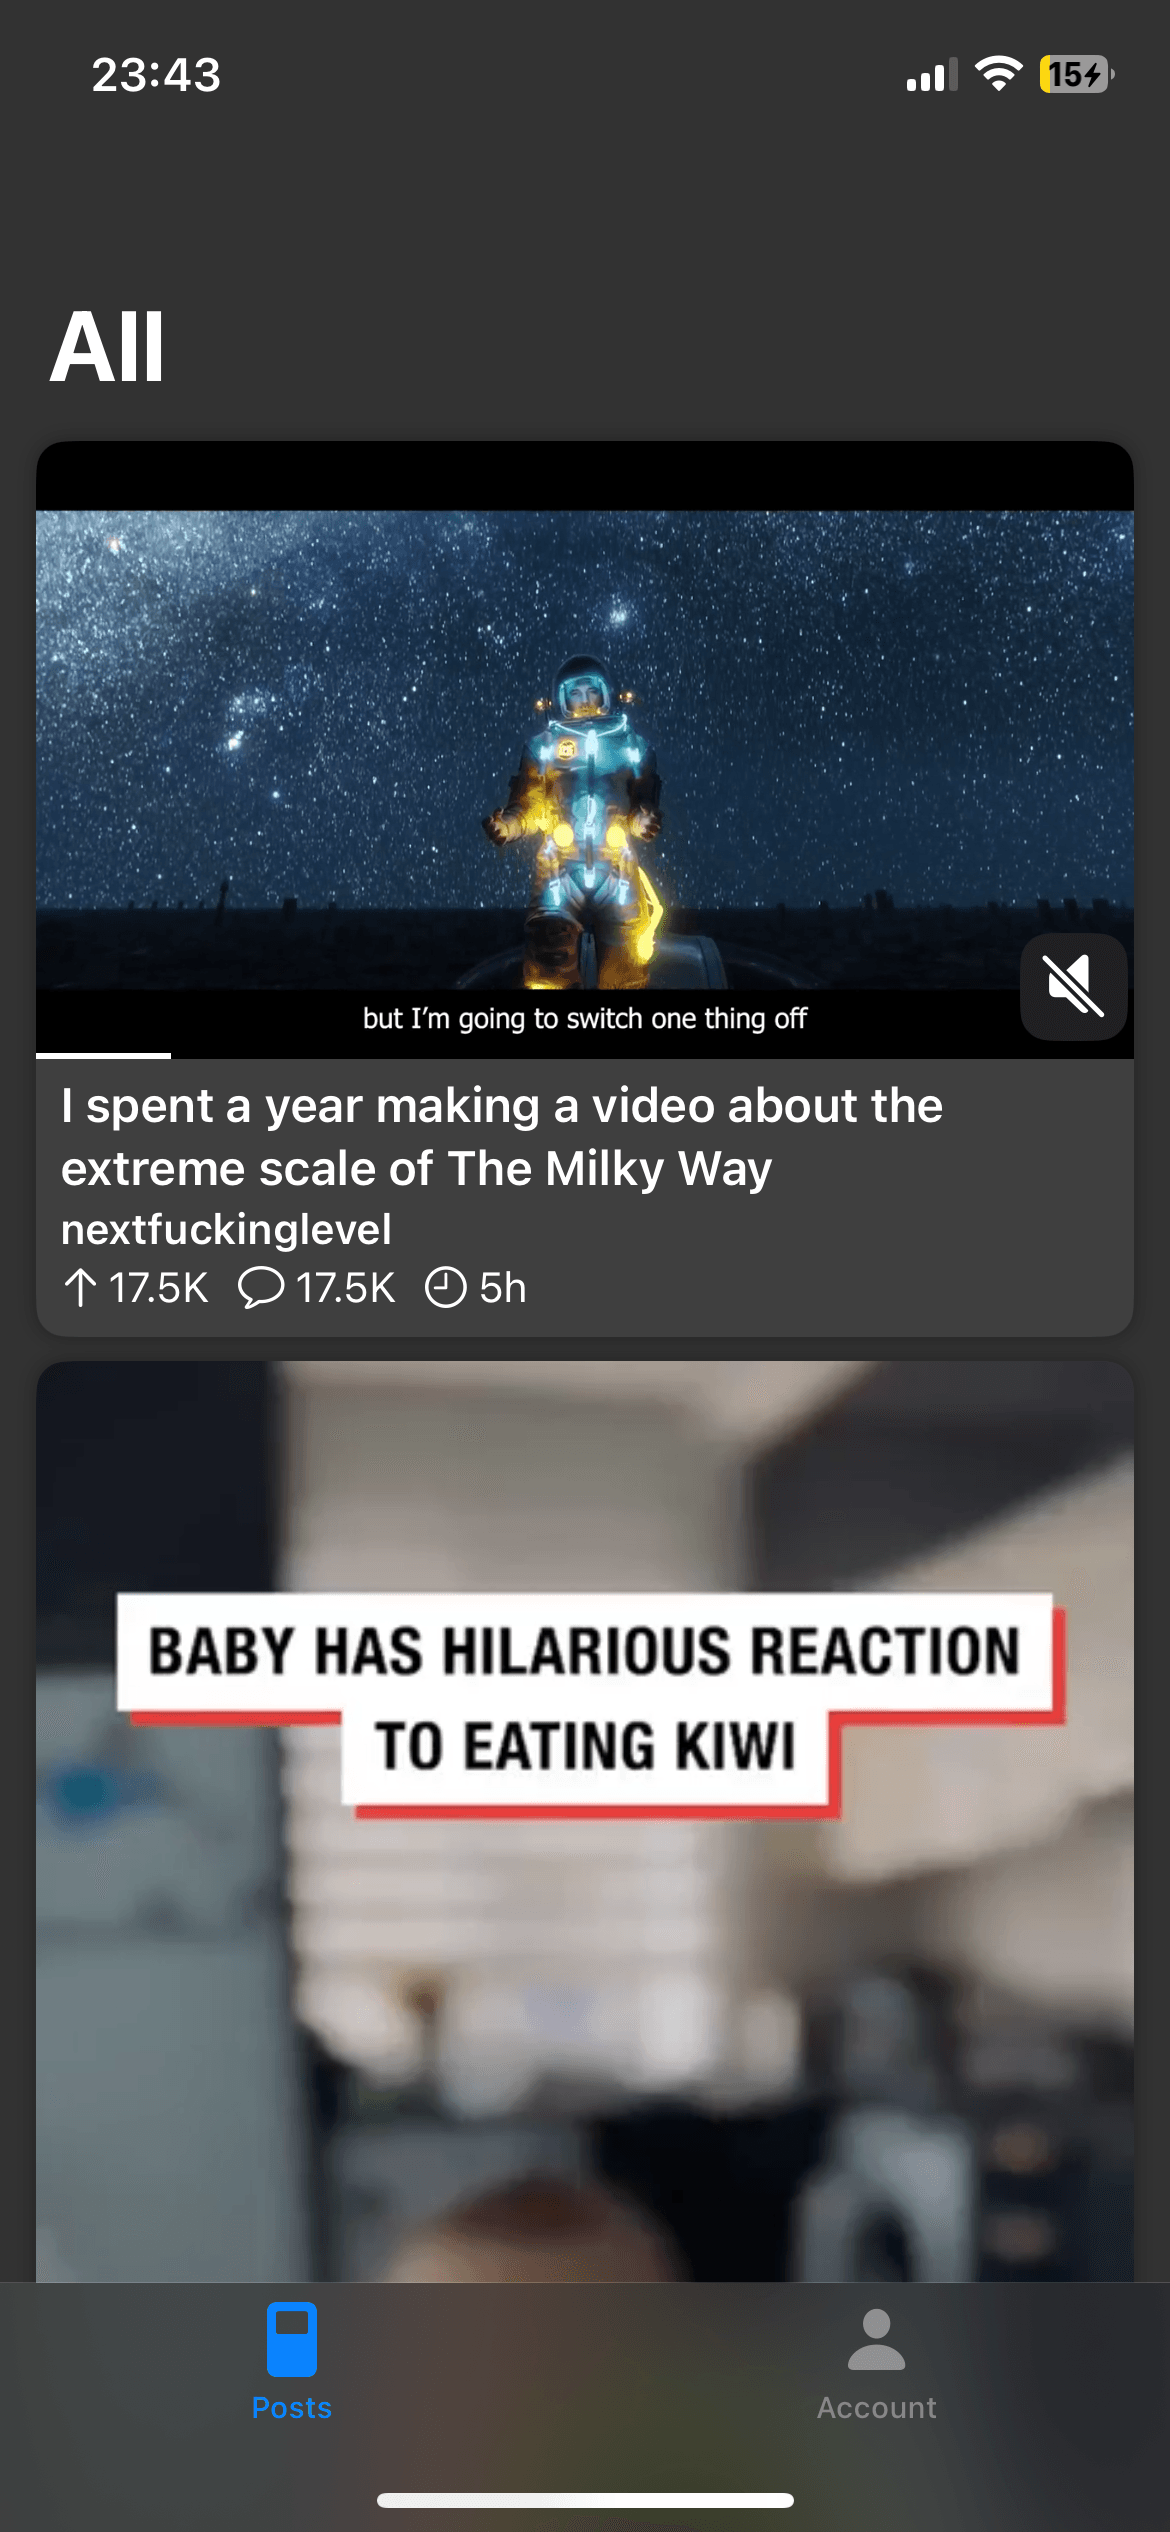 23:43
15
All
but I'm going to switch one thing off
I spent a year making a video about the
extreme scale of The Milky Way
nextfuckinglevel
17.5K 17.5K 5h
BABY HAS HILARIOUS REACTION
TO EATING KIWI
Posts
Account